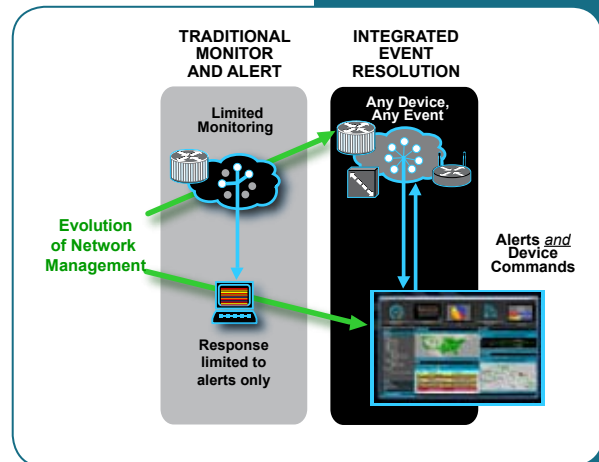 TRADITIONAL
MONITOR
AND ALERT
INTEGRATED
EVENT
RESOLUTION
Limited
Monitoring
Any Device,
Any Event
Evolution
of Network
Management
Alerts and
Device
Commands
Response
limited to
alerts only